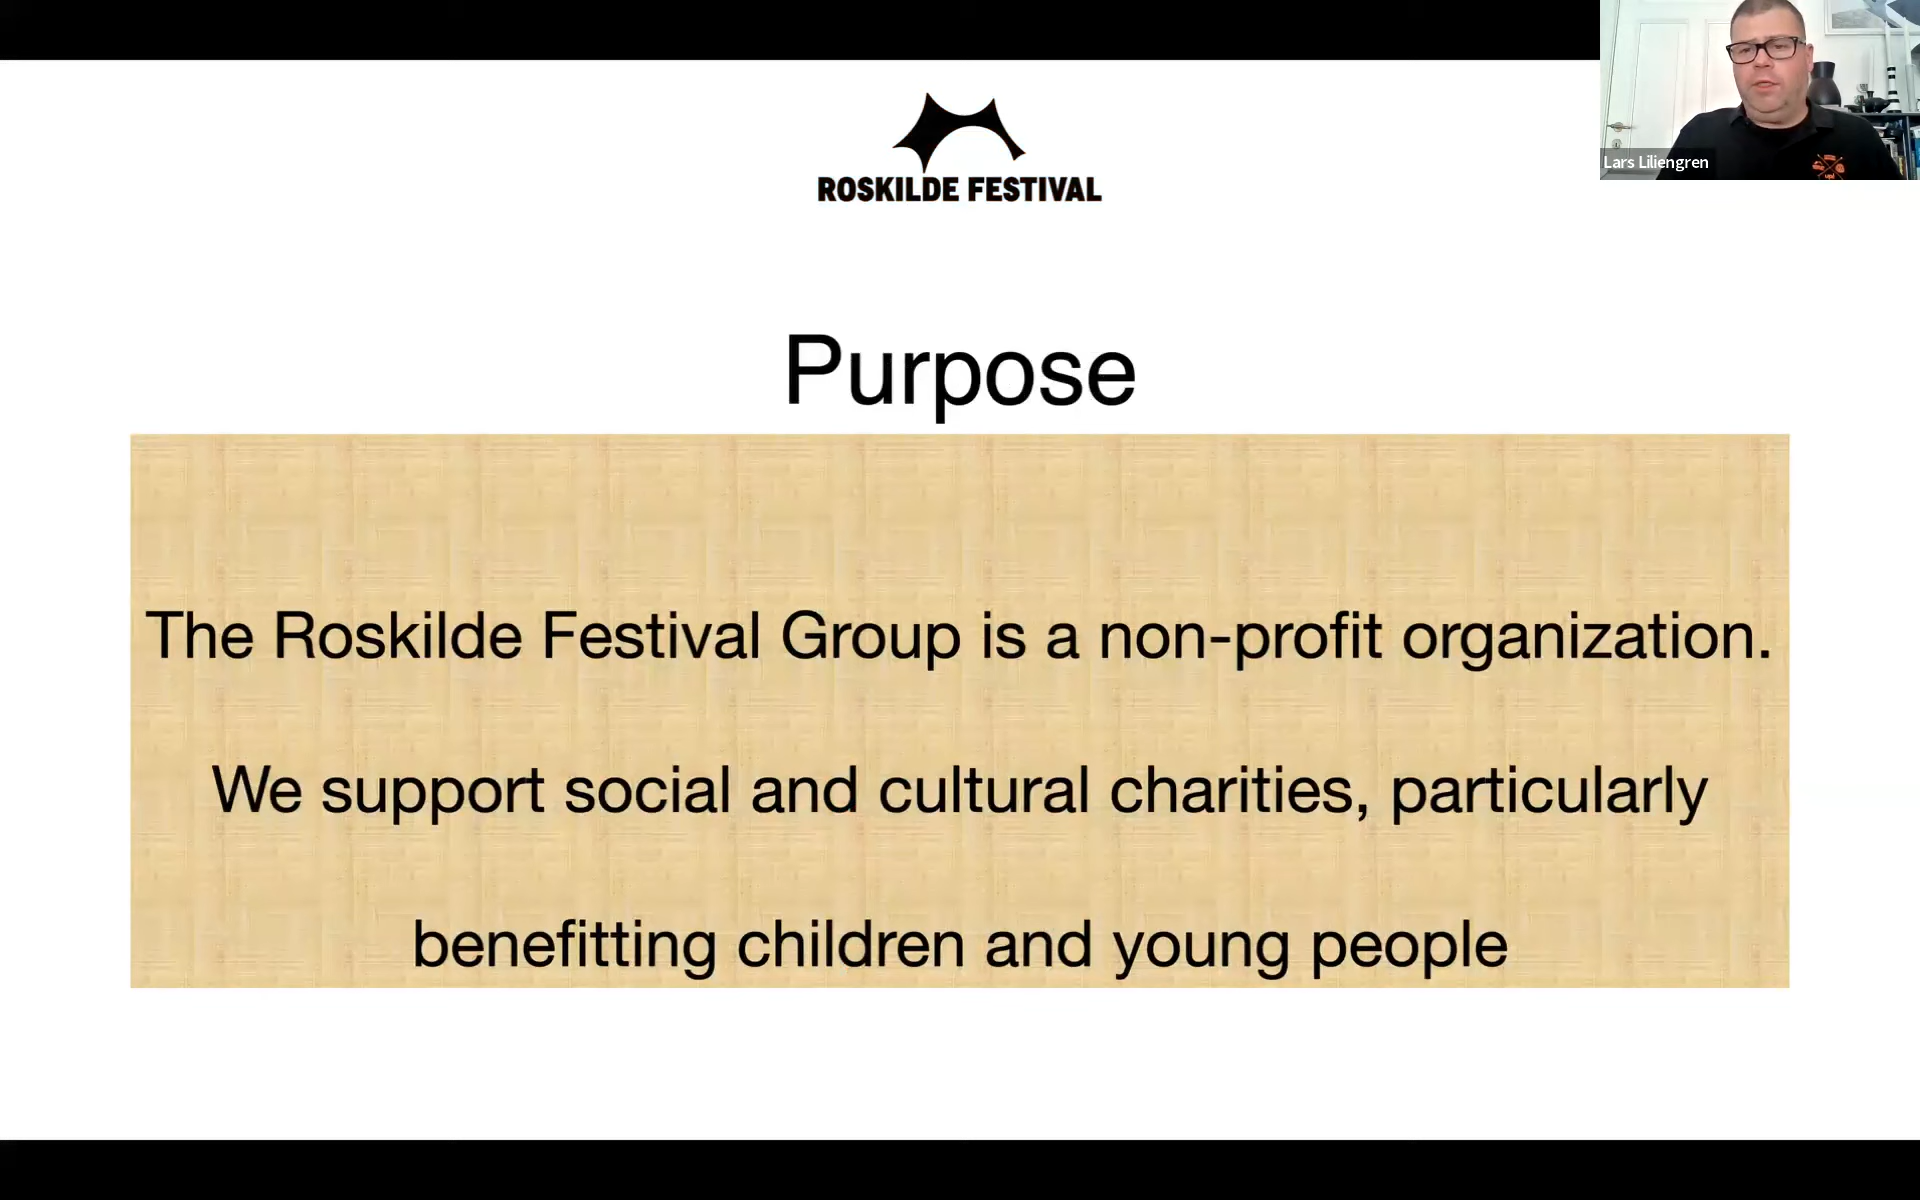 ROSKILDE FESTIVAL
Lars Liliengren
Purpose
The Roskilde Festival Group is a non-profit organization.
We support social and cultural charities, particularly
benefitting children and young people